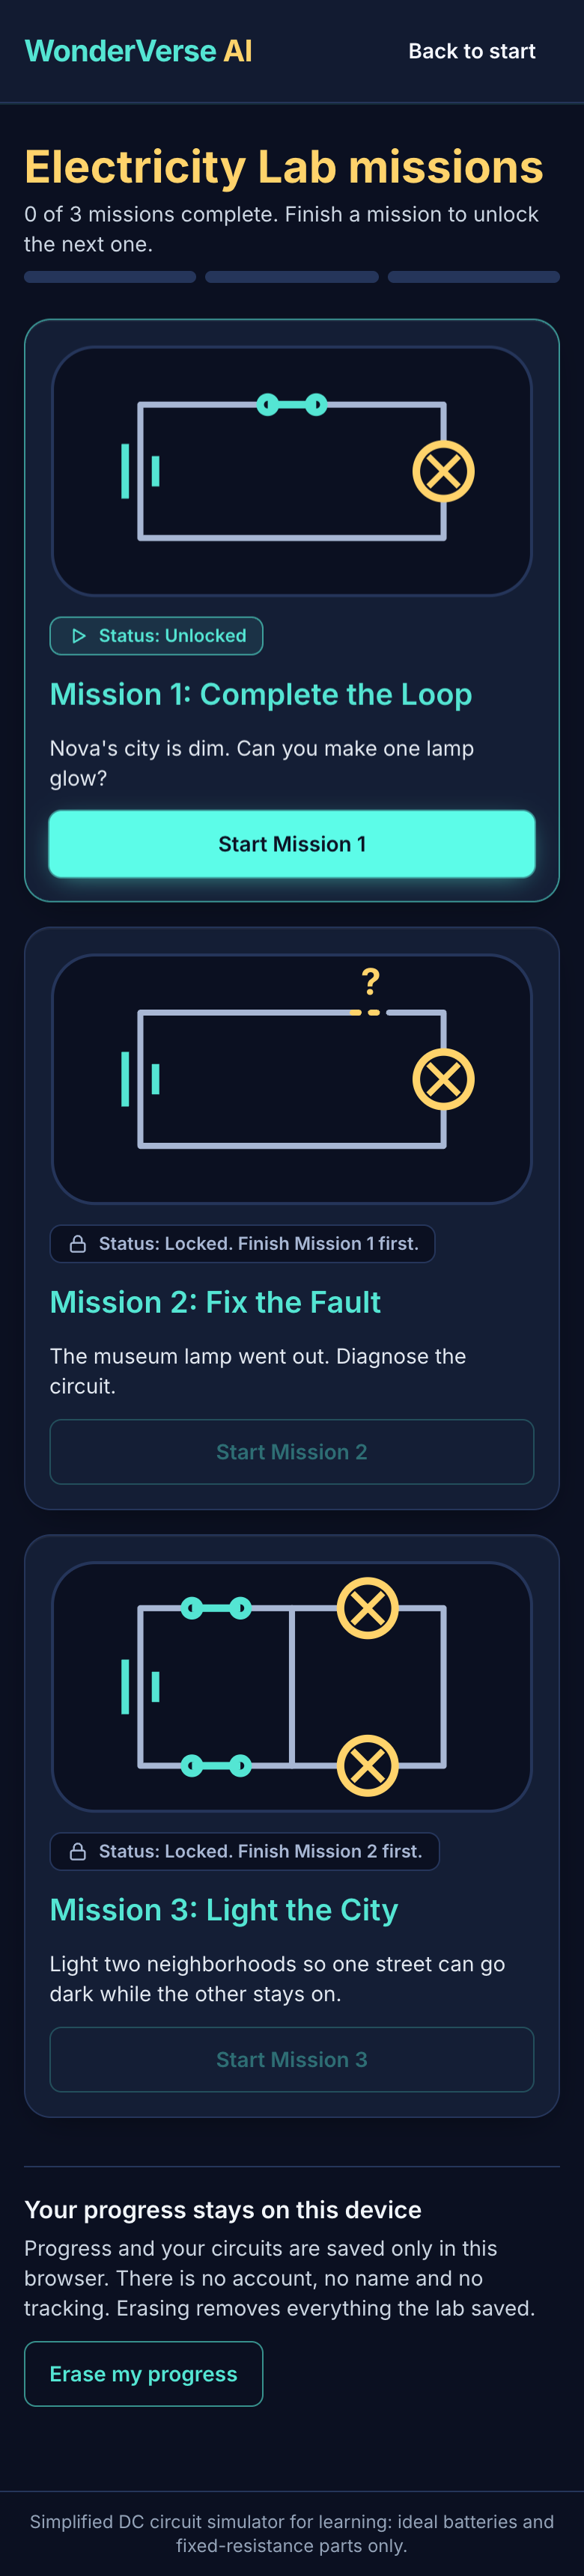 WonderVerse AI
Back to start
Electricity Lab missions
0 of 3 missions complete. Finish a mission to unlock
the next one.
Status: Unlocked
Mission 1: Complete the Loop
Nova's city is dim. Can you make one lamp
glow?
Start Mission 1
?
Status: Locked. Finish Mission 1 first.
Mission 2: Fix the Fault
The museum lamp went out. Diagnose the
circuit.
Start Mission 2
Status: Locked. Finish Mission 2 first.
Mission 3: Light the City
Light two neighborhoods so one street can go
dark while the other stays on.
Start Mission 3
Your progress stays on this device
Progress and your circuits are saved only in this
browser. There is no account, no name and no
tracking. Erasing removes everything the lab saved.
Erase my progress
Simplified DC circuit simulator for learning: ideal batteries and
fixed-resistance parts only.